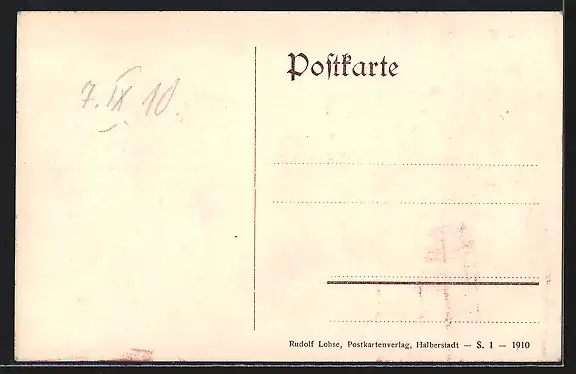 7. IX 10.
Postkarte
Rudolf Lohse, Postkartenverlag, Halberstadt — S. 1 — 1910